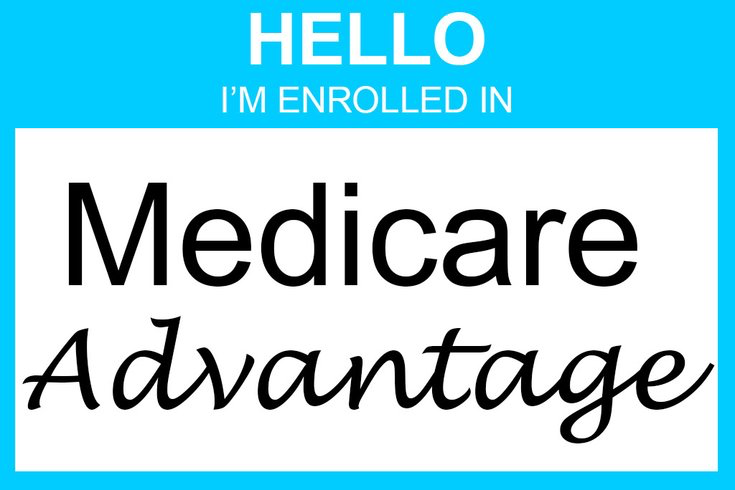 HELLO
I’M ENROLLED IN
Medicare
Advantage